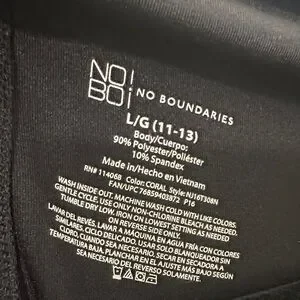 NO!
BOi
NO BOUNDARIES
L/G (11-13)
Body/Cuerpo:
90% Polyester/Poliéster
10% Spandex
Made in/Hecho en Vietnam
RN# 114068 Color: CORAL Style: NJ16T308N
FAN/UPC 76859403872 P16
WASH INSIDE OUT. MACHINE WASH COLD WITH LIKE COLORS.
GENTLE CYCLE. USE ONLY NON-CHLORINE BLEACH AS NEEDED.
TUMBLE DRY LOW. IRON ON LOWEST SETTING AS NEEDED
ON REVERSE SIDE ONLY.
LAVAR DEL REVÉS. LAVAR A MÁQUINA EN AGUA FRÍA CON COLORES
SIMILARES. CICLO DELICADO. USAR SOLO BLANQUEADOR SIN
CLORO, CUANDO SEA NECESARIO. SECAR EN SECADORA A
TEMPERATURA BAJA. PLANCHAR EN EL AJUSTE MÁS BAJO SEGÚN
SEA NECESARIO DEL REVERSO SOLAMENTE.